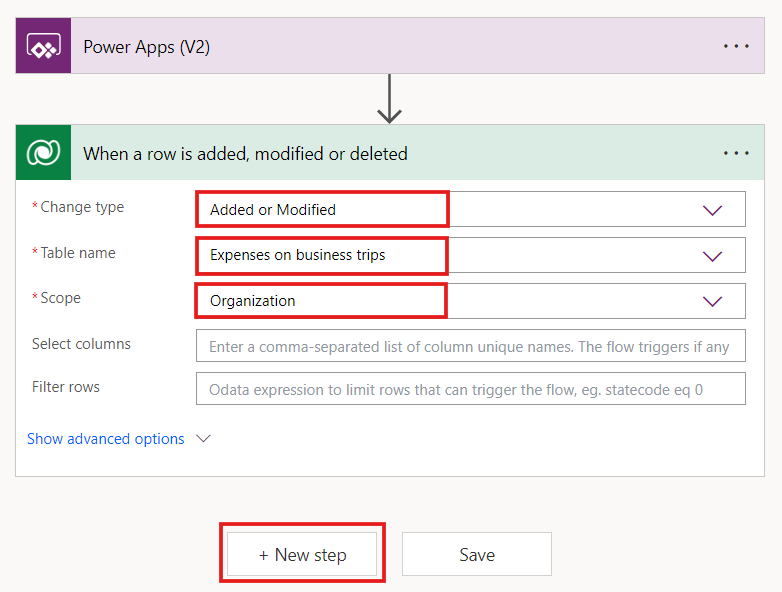 Power Apps (V2)
When a row is added, modified or deleted
* Change type
Added or Modified
* Table name
Expenses on business trips
* Scope
Organization
Select columns
Enter a comma-separated list of column unique names. The flow triggers if any
Filter rows
Odata expression to limit rows that can trigger the flow, eg. statecode eq 0
Show advanced options
+ New step
Save